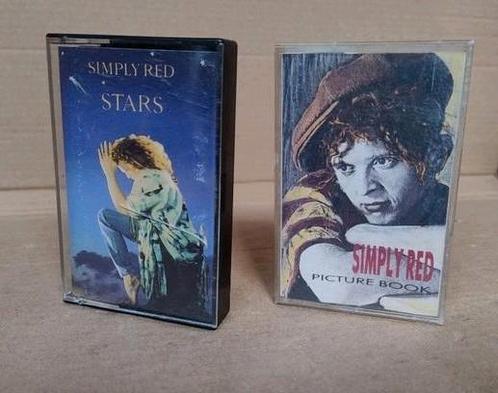 SIMPLY RED
STARS
SIMPLY RED
PICTURE BOOK